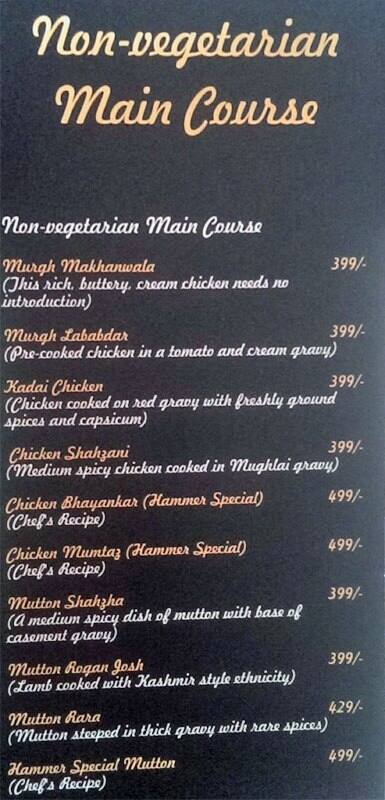 Non-vegetarian
Main Course
Non-vegetarian Main Course
Murgh Makhanwala 399/-
(This rich, buttery, cream chicken needs no
introduction)
Murgh Lababdar 399/-
(Pre-cooked chicken in a tomato and cream gravy)
Kadai Chicken 399/-
(Chicken cooked on red gravy with freshly ground
spices and capsicum)
Chicken Shahzani 399/-
(Medium spicy chicken cooked in Mughlai gravy)
Chicken Bhayankar (Hammer Special) 499/-
(Chef's Recipe)
Chicken Mumtaz (Hammer Special) 499/-
(Chef's Recipe)
Mutton Shahzha 399/-
(A medium spicy dish of mutton with base of
casement gravy)
Mutton Rogan Josh 399/-
(Lamb cooked with Kashmir style ethnicity)
Mutton Rara 429/-
(Mutton steeped in thick gravy with rare spices)
Hammer Special Mutton 499/-
(Chef's Recipe)